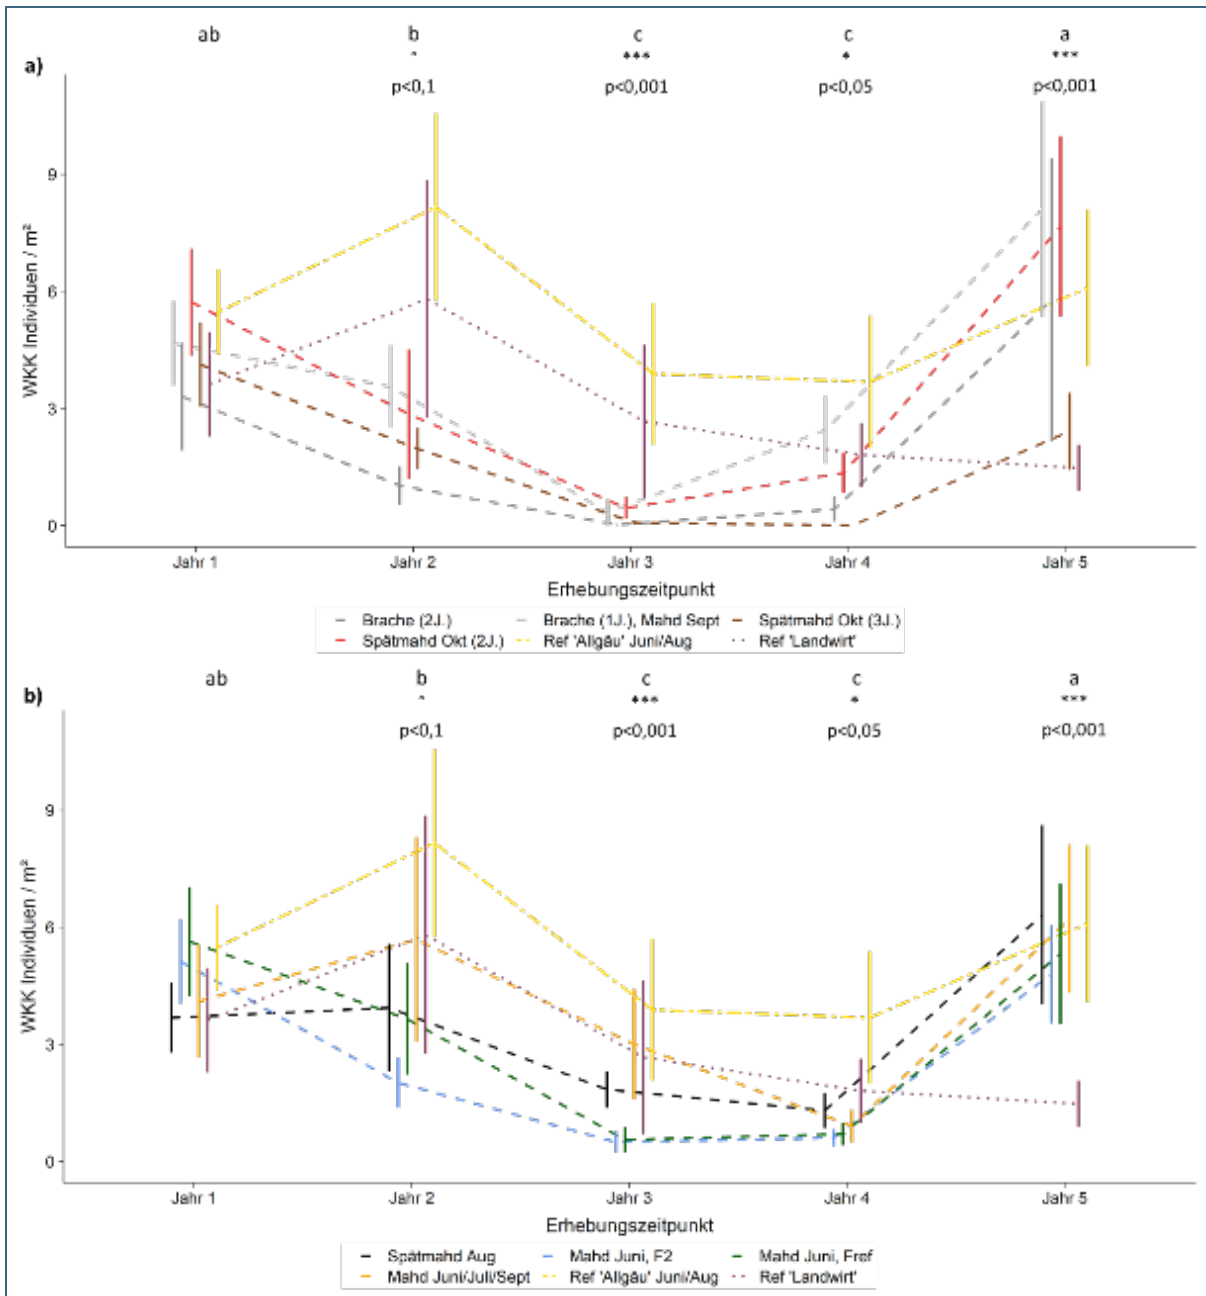 ab b c c a
^ *** * ***
a)
p<0,1 p<0,001 p<0,05 p<0,001
9
6
3
0
WKK Individuen / m²
Jahr 1 Jahr 2 Jahr 3 Jahr 4 Jahr 5
Erhebungszeitpunkt
Brache (2J.) Brache (1J.), Mahd Sept Spätmahd Okt (3J.)
Spätmahd Okt (2J.) Ref 'Allgäu' Juni/Aug Ref 'Landwirt'
ab b c c a
b)
^ *** * ***
p<0,1 p<0,001 p<0,05 p<0,001
9
6
3
0
WKK Individuen / m²
Jahr 1 Jahr 2 Jahr 3 Jahr 4 Jahr 5
Erhebungszeitpunkt
Spätmahd Aug Mahd Juni, F2 Mahd Juni, Fref
Mahd Juni/Juli/Sept Ref 'Allgäu' Juni/Aug Ref 'Landwirt'